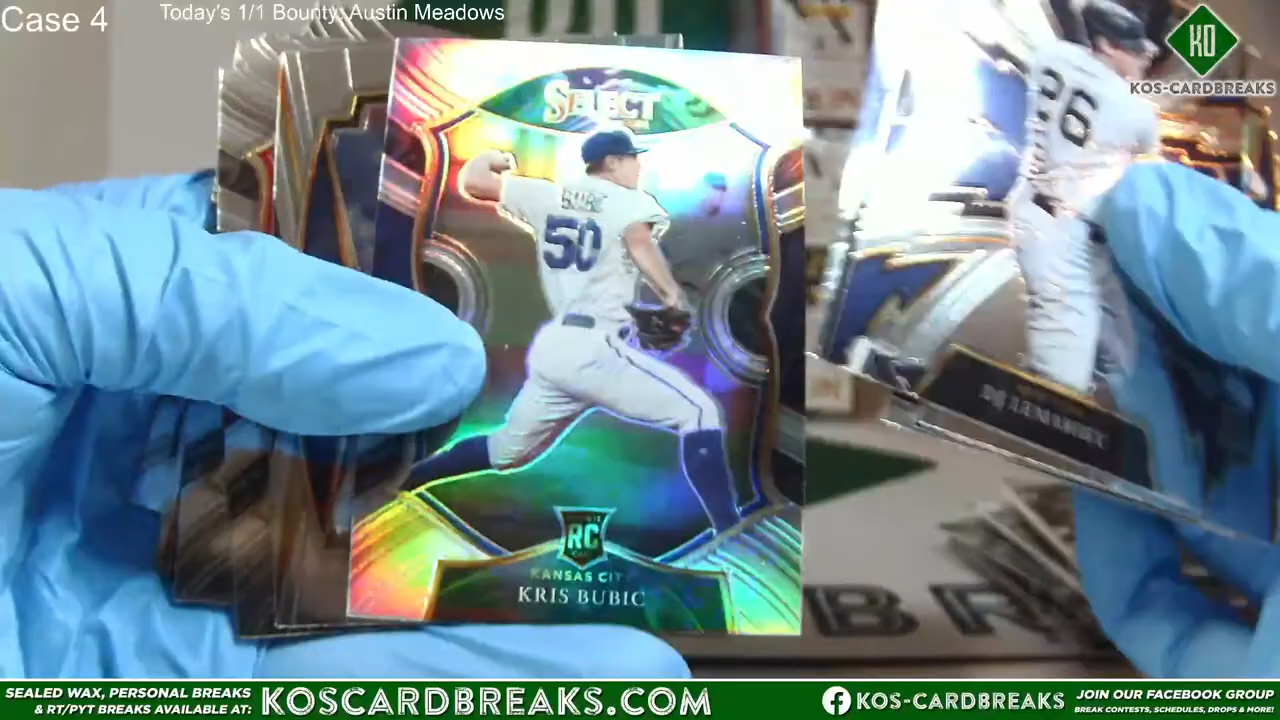 Case 4
Today's 1/1 Bounty: Austin Meadows
KO
KOS-CARDBREAKS
SELECT
26
50
RC
KANSAS CITY
KRIS BUBIC
BR
SEALED WAX, PERSONAL BREAKS
& RT/PYT BREAKS AVAILABLE AT:
KOSCARDBREAKS.COM
KOS-CARDBREAKS
JOIN OUR FACEBOOK GROUP
BREAK CONTESTS, SCHEDULES, DROPS & MORE!